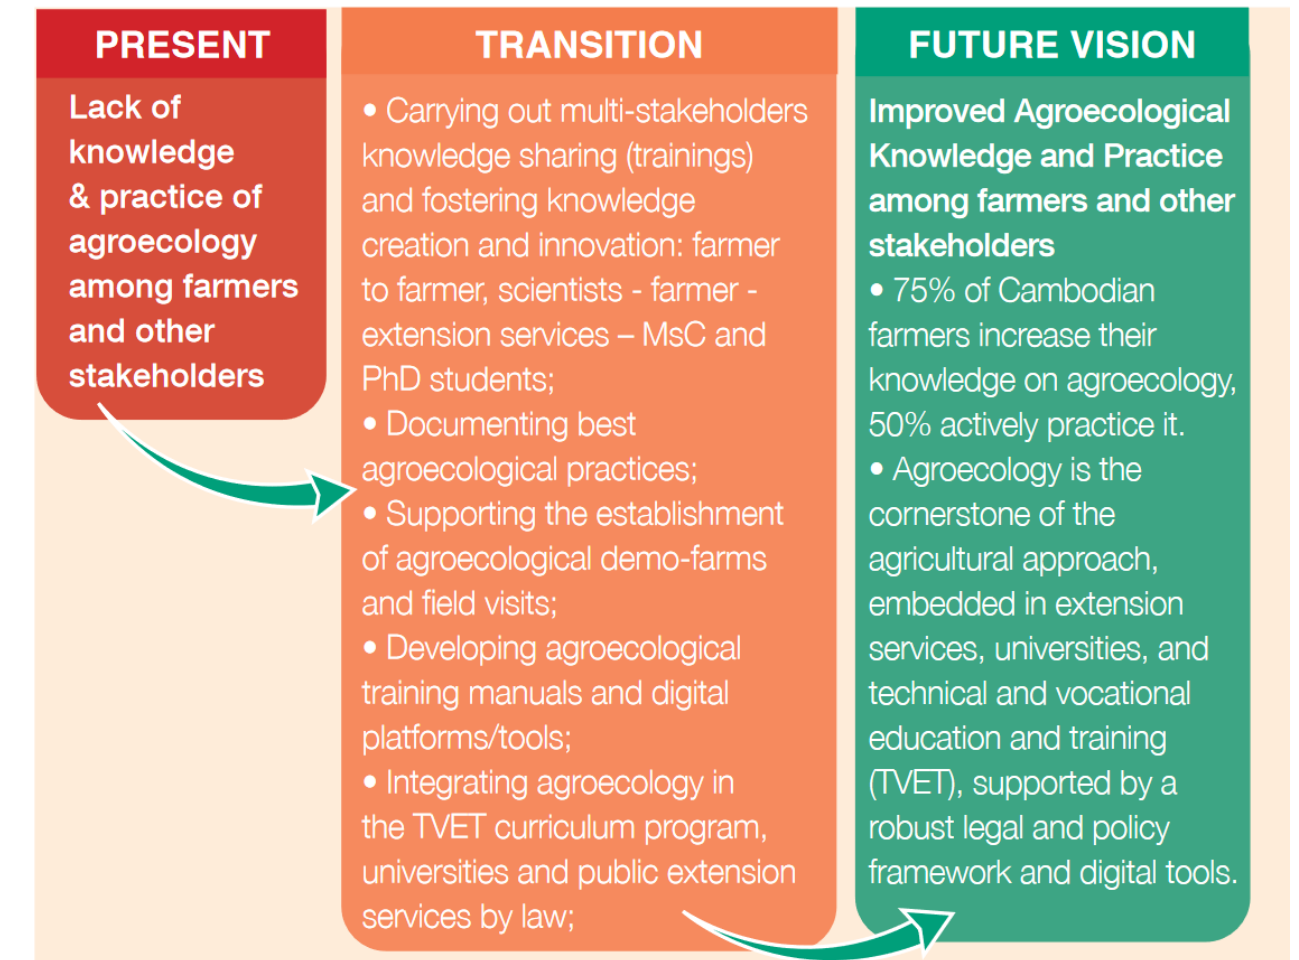 PRESENT
Lack of
knowledge
& practice of
agroecology
among farmers
and other
stakeholders
TRANSITION
• Carrying out multi-stakeholders
knowledge sharing (trainings)
and fostering knowledge
creation and innovation: farmer
to farmer, scientists - farmer -
extension services – MsC and
PhD students;
• Documenting best
agroecological practices;
• Supporting the establishment
of agroecological demo-farms
and field visits;
• Developing agroecological
training manuals and digital
platforms/tools;
• Integrating agroecology in
the TVET curriculum program,
universities and public extension
services by law;
FUTURE VISION
Improved Agroecological
Knowledge and Practice
among farmers and other
stakeholders
• 75% of Cambodian
farmers increase their
knowledge on agroecology,
50% actively practice it.
• Agroecology is the
cornerstone of the
agricultural approach,
embedded in extension
services, universities, and
technical and vocational
education and training
(TVET), supported by a
robust legal and policy
framework and digital tools.